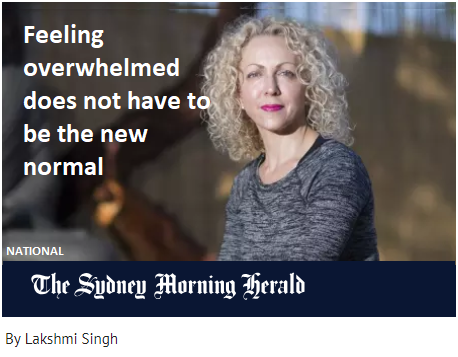 Feeling
overwhelmed
does not have to
be the new
normal
NATIONAL
The Sydney Morning Herald
By Lakshmi Singh